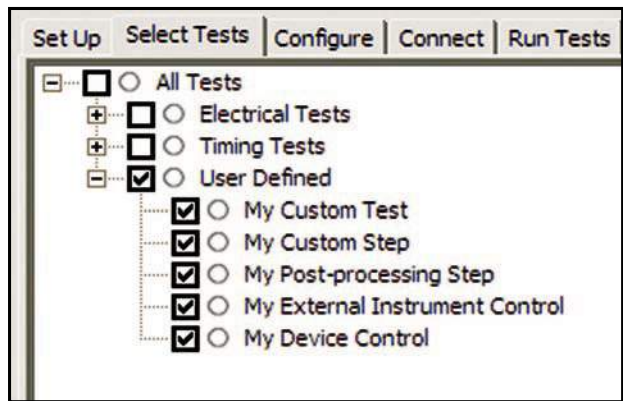 Set Up Select Tests Configure Connect Run Tests
All Tests
Electrical Tests
Timing Tests
User Defined
My Custom Test
My Custom Step
My Post-processing Step
My External Instrument Control
My Device Control